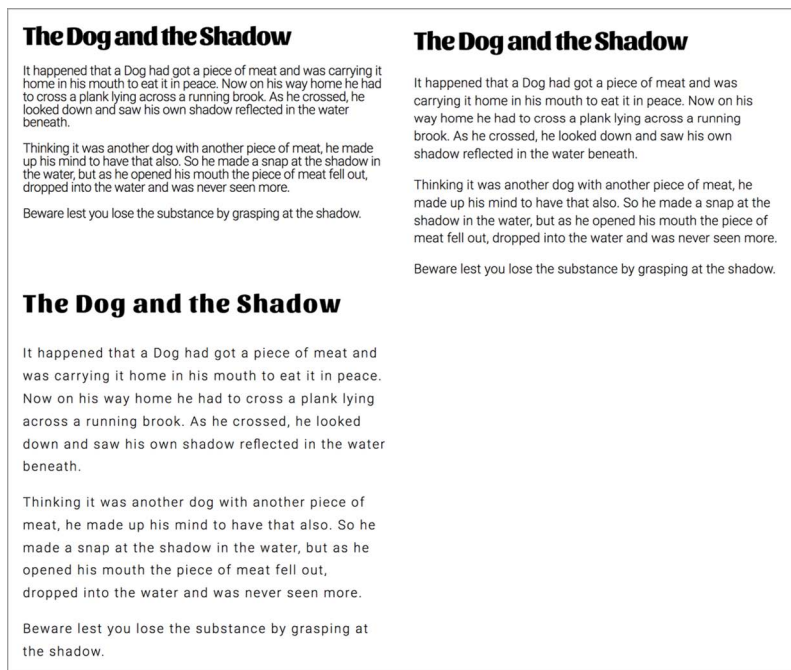 The Dog and the Shadow
It happened that a Dog had got a piece of meat and was carrying it
home in his mouth to eat it in peace. Now on his way home he had
to cross a plank lying across a running brook. As he crossed, he
looked down and saw his own shadow reflected in the water
beneath.
Thinking it was another dog with another piece of meat, he made
up his mind to have that also. So he made a snap at the shadow in
the water, but as he opened his mouth the piece of meat fell out,
dropped into the water and was never seen more.
Beware lest you lose the substance by grasping at the shadow.
The Dog and the Shadow
It happened that a Dog had got a piece of meat and was
carrying it home in his mouth to eat it in peace. Now on his
way home he had to cross a plank lying across a running
brook. As he crossed, he looked down and saw his own
shadow reflected in the water beneath.
Thinking it was another dog with another piece of meat, he
made up his mind to have that also. So he made a snap at the
shadow in the water, but as he opened his mouth the piece of
meat fell out, dropped into the water and was never seen more.
Beware lest you lose the substance by grasping at the shadow.
The Dog and the Shadow
It happened that a Dog had got a piece of meat and
was carrying it home in his mouth to eat it in peace.
Now on his way home he had to cross a plank lying
across a running brook. As he crossed, he looked
down and saw his own shadow reflected in the water
beneath.
Thinking it was another dog with another piece of
meat, he made up his mind to have that also. So he
made a snap at the shadow in the water, but as he
opened his mouth the piece of meat fell out,
dropped into the water and was never seen more.
Beware lest you lose the substance by grasping at
the shadow.